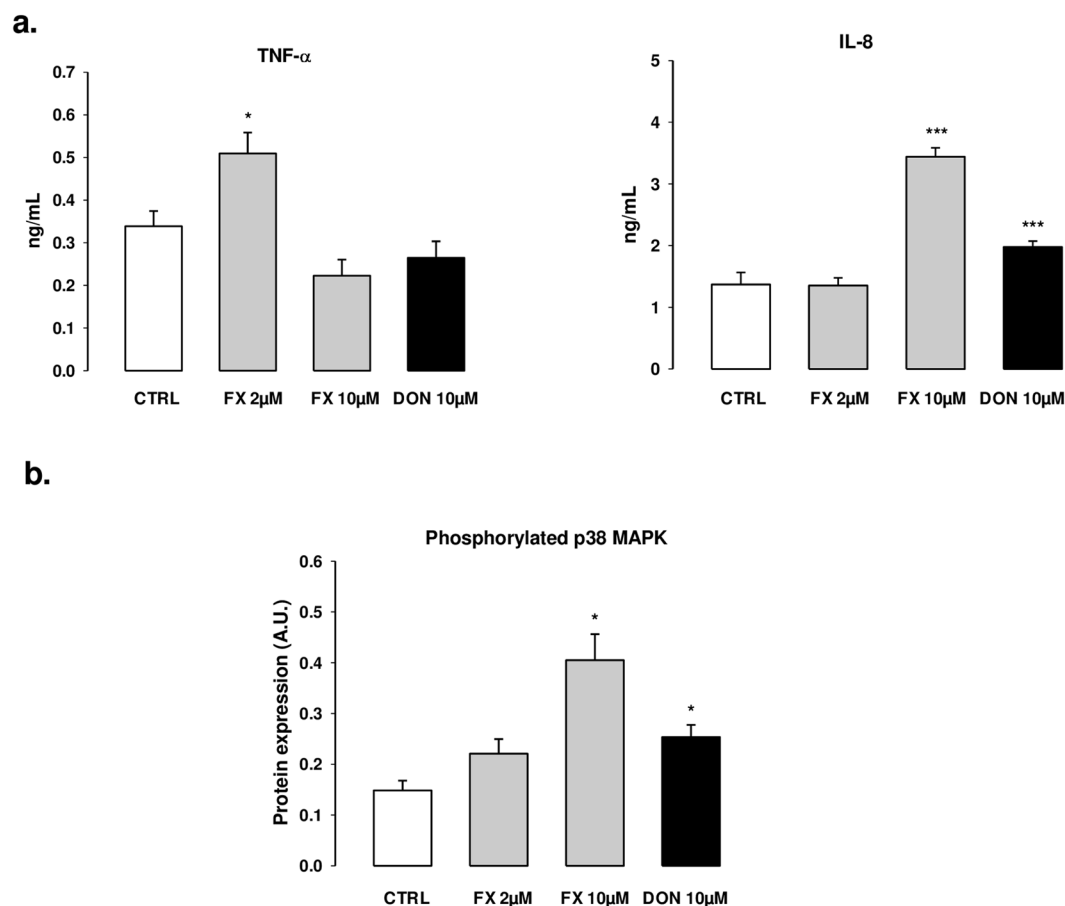 a.
TNF-α
0.7
0.6
0.5
0.4
0.3
0.2
0.1
0.0
ng/mL
*
CTRL FX 2µM FX 10µM DON 10µM
IL-8
5
4
3
2
1
0
ng/mL
***
***
CTRL FX 2µM FX 10µM DON 10µM
b.
Phosphorylated p38 MAPK
0.6
0.5
0.4
0.3
0.2
0.1
0.0
Protein expression (A.U.)
*
*
CTRL FX 2µM FX 10µM DON 10µM